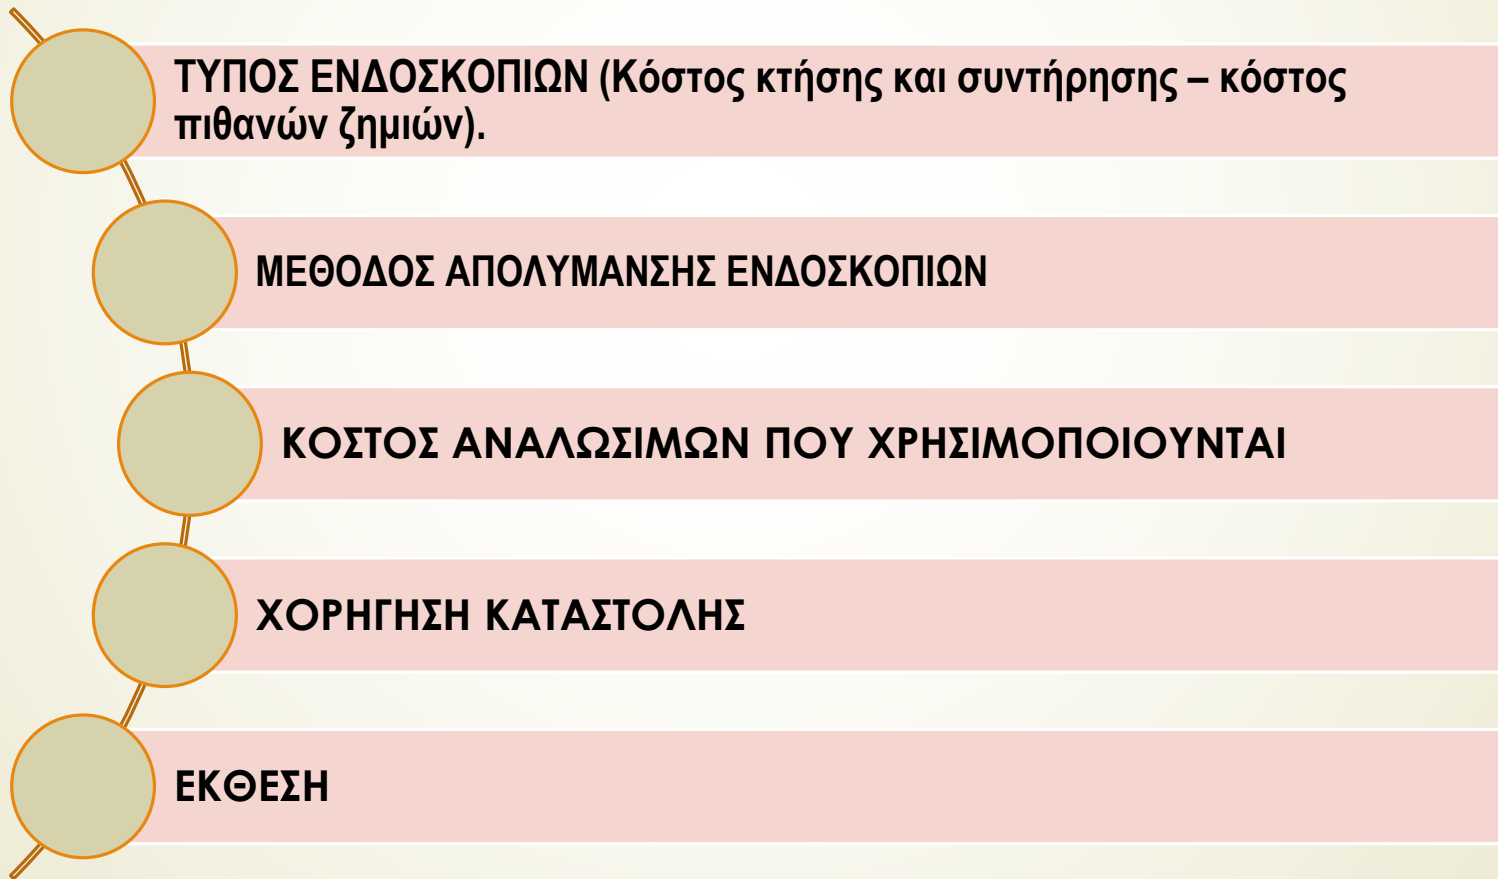 ΤΥΠΟΣ ΕΝΔΟΣΚΟΠΙΩΝ (Κόστος κτήσης και συντήρησης – κόστος
πιθανών ζημιών).
ΜΕΘΟΔΟΣ ΑΠΟΛΥΜΑΝΣΗΣ ΕΝΔΟΣΚΟΠΙΩΝ
ΚΟΣΤΟΣ ΑΝΑΛΩΣΙΜΩΝ ΠΟΥ ΧΡΗΣΙΜΟΠΟΙΟΥΝΤΑΙ
ΧΟΡΗΓΗΣΗ ΚΑΤΑΣΤΟΛΗΣ
ΕΚΘΕΣΗ